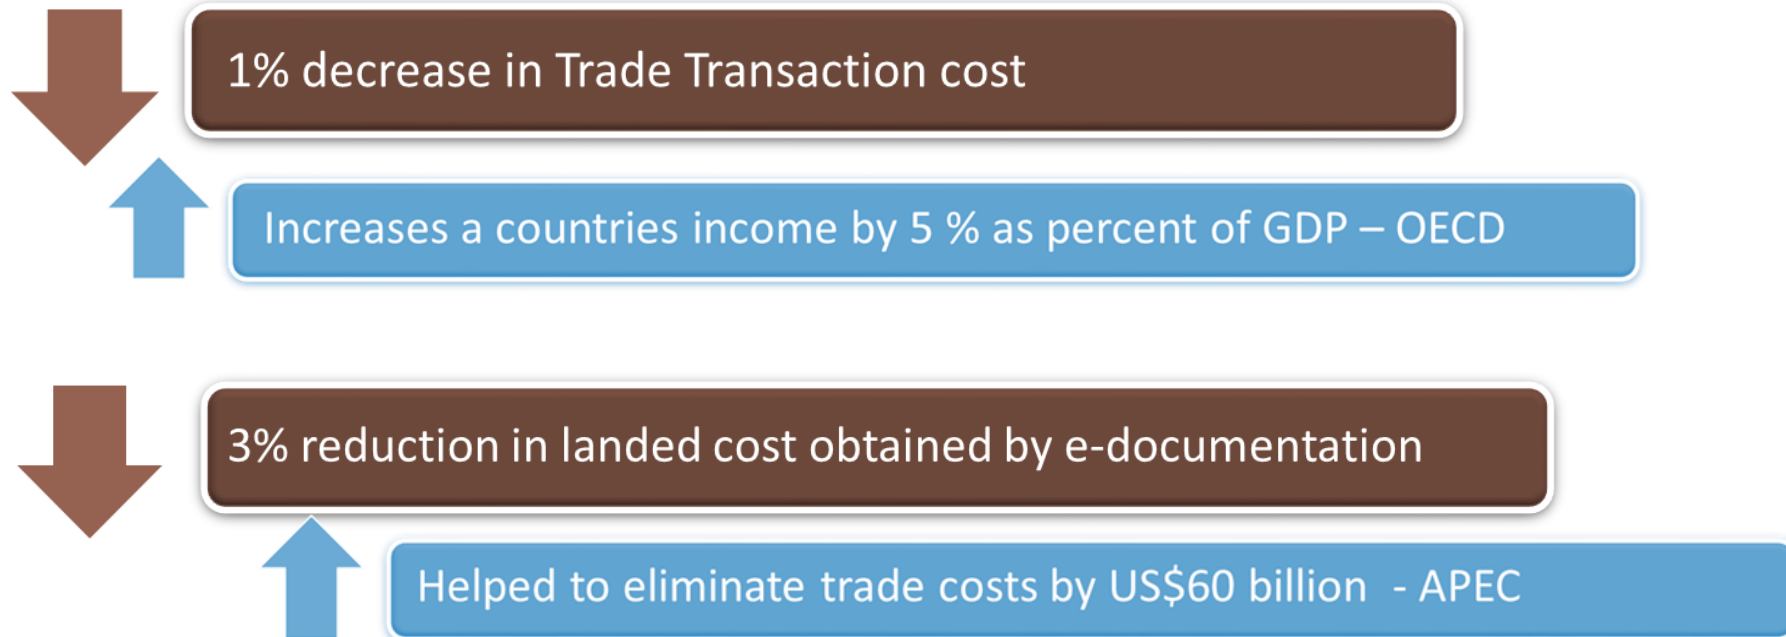 1% decrease in Trade Transaction cost
Increases a countries income by 5 % as percent of GDP – OECD
3% reduction in landed cost obtained by e-documentation
Helped to eliminate trade costs by US$60 billion - APEC